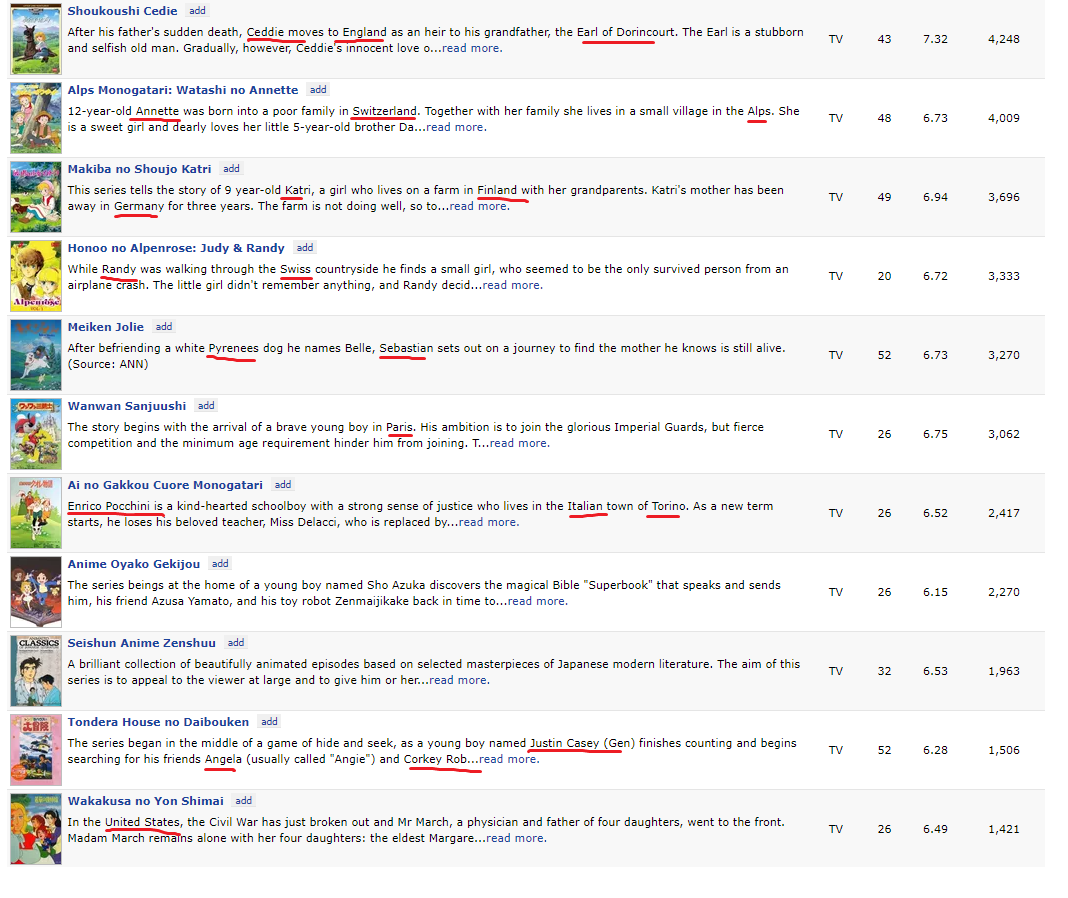 Shoukoushi Cedie add
After his father's sudden death, Ceddie moves to England as an heir to his grandfather, the Earl of Dorincourt. The Earl is a stubborn
and selfish old man. Gradually, however, Ceddie's innocent love o...read more.
TV 43 7.32 4,248
Alps Monogatari: Watashi no Annette add
12-year-old Annette was born into a poor family in Switzerland. Together with her family she lives in a small village in the Alps. She
is a sweet girl and dearly loves her little 5-year-old brother Da...read more.
TV 48 6.73 4,009
Makiba no Shoujo Katri add
This series tells the story of 9 year-old Katri, a girl who lives on a farm in Finland with her grandparents. Katri's mother has been
away in Germany for three years. The farm is not doing well, so to...read more.
TV 49 6.94 3,696
Honoo no Alpenrose: Judy & Randy add
While Randy was walking through the Swiss countryside he finds a small girl, who seemed to be the only survived person from an
airplane crash. The little girl didn't remember anything, and Randy decid...read more.
TV 20 6.72 3,333
Alpenrose
Meiken Jolie add
After befriending a white Pyrenees dog he names Belle, Sebastian sets out on a journey to find the mother he knows is still alive.
(Source: ANN)
TV 52 6.73 3,270
Wanwan Sanjuushi add
The story begins with the arrival of a brave young boy in Paris. His ambition is to join the glorious Imperial Guards, but fierce
competition and the minimum age requirement hinder him from joining. T...read more.
TV 26 6.75 3,062
Ai no Gakkou Cuore Monogatari add
Enrico Pocchini is a kind-hearted schoolboy with a strong sense of justice who lives in the Italian town of Torino. As a new term
starts, he loses his beloved teacher, Miss Delacci, who is replaced by...read more.
TV 26 6.52 2,417
Anime Oyako Gekijou add
The series beings at the home of a young boy named Sho Azuka discovers the magical Bible "Superbook" that speaks and sends
him, his friend Azusa Yamato, and his toy robot Zenmaijikake back in time to...read more.
TV 26 6.15 2,270
CLASSICS
Seishun Anime Zenshuu add
A brilliant collection of beautifully animated episodes based on selected masterpieces of Japanese modern literature. The aim of this
series is to appeal to the viewer at large and to give him or her...read more.
TV 32 6.53 1,963
Tondera House no Daibouken add
The series began in the middle of a game of hide and seek, as a young boy named Justin Casey (Gen) finishes counting and begins
searching for his friends Angela (usually called "Angie") and Corkey Rob...read more.
TV 52 6.28 1,506
大冒険
Wakakusa no Yon Shimai add
In the United States, the Civil War has just broken out and Mr March, a physician and father of four daughters, went to the front.
Madam March remains alone with her four daughters: the eldest Margare...read more.
TV 26 6.49 1,421